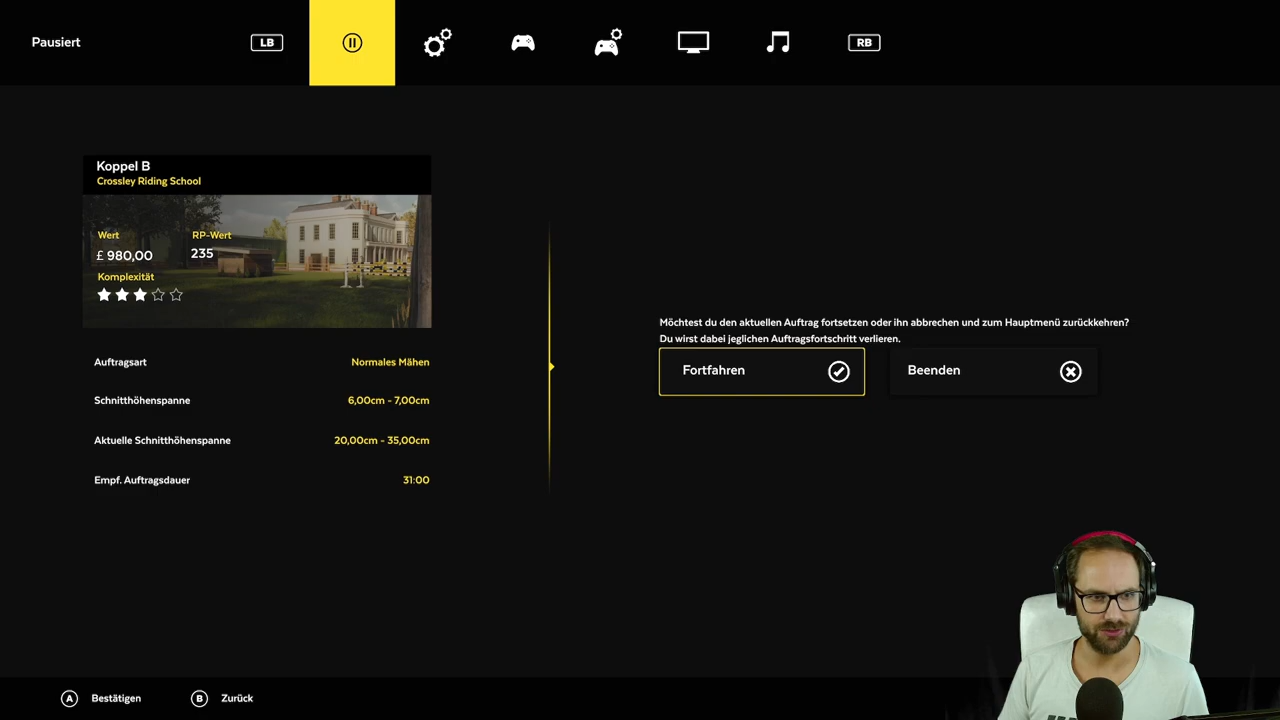 Pausiert
LB
RB
Koppel B
Crossley Riding School
Wert
RP-Wert
£ 980,00
235
Komplexität
Auftragsart
Normales Mähen
Schnitthöhenspanne
6,00cm - 7,00cm
Aktuelle Schnitthöhenspanne
20,00cm - 35,00cm
Empf. Auftragsdauer
31:00
Möchtest du den aktuellen Auftrag fortsetzen oder ihn abbrechen und zum Hauptmenü zurückkehren?
Du wirst dabei jeglichen Auftragsfortschritt verlieren.
Fortfahren
Beenden
A Bestätigen
B Zurück